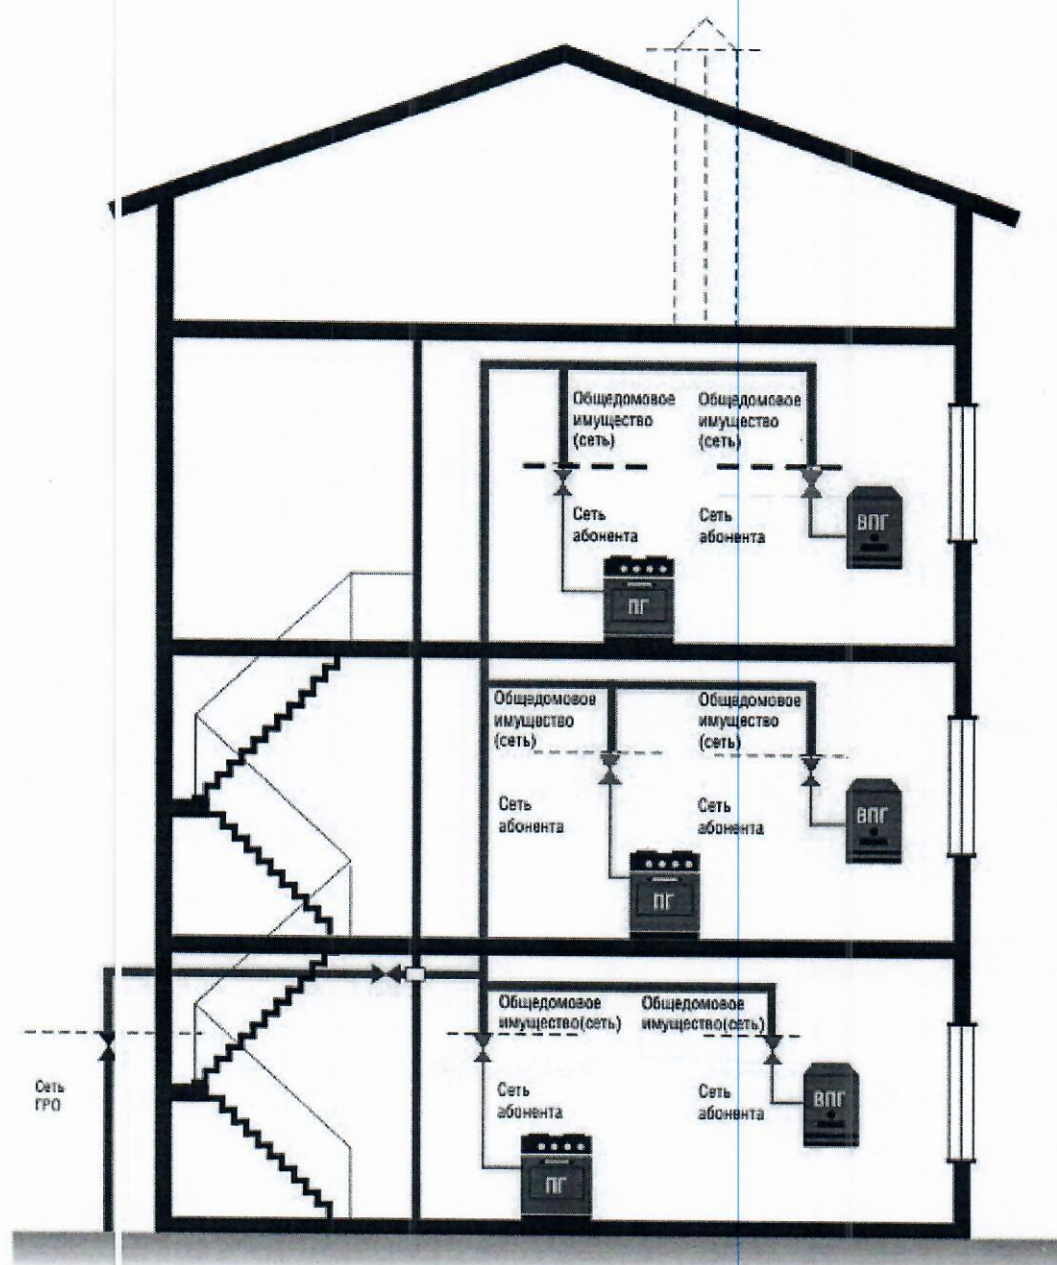 Общедомовое
имущество
(сеть)
Общедомовое
имущество
(сеть)
Сеть
абонента
Сеть
абонента
ВПГ
ПГ
Общедомовое
имущество
(сеть)
Общедомовое
имущество
(сеть)
Сеть
абонента
Сеть
абонента
ВПГ
ПГ
Общедомовое
имущество(сеть)
Общедомовое
имущество(сеть)
Сеть
ГРО
Сеть
абонента
Сеть
абонента
ВПГ
ПГ